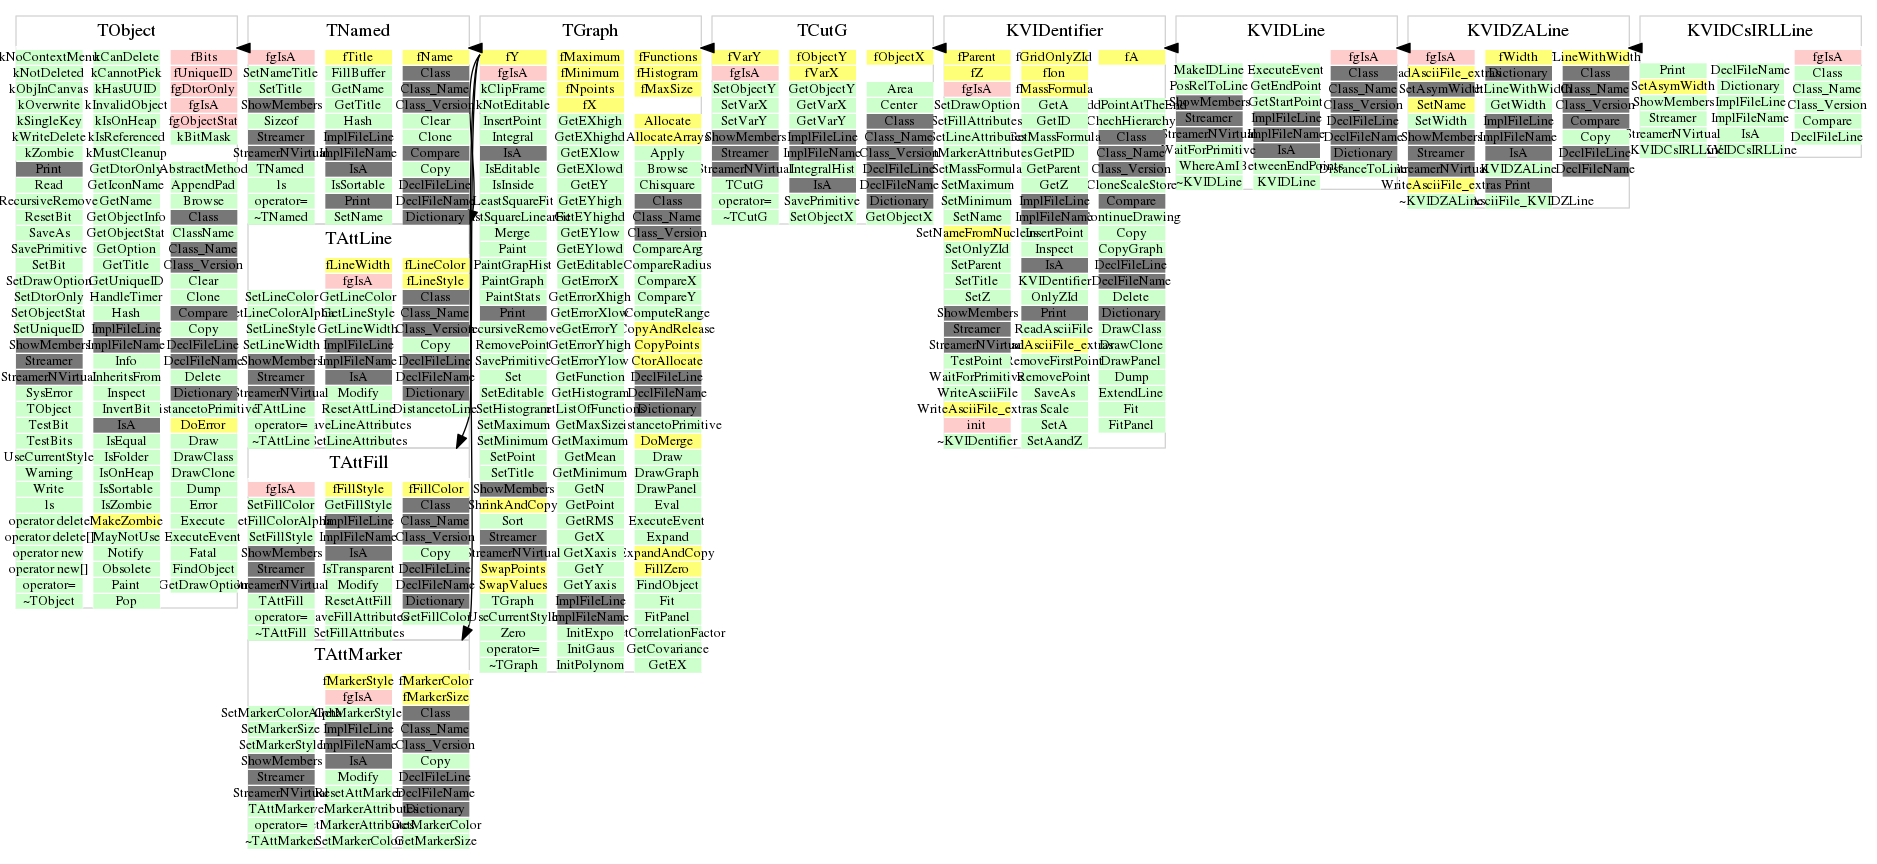 TObject
kNoContextMenu kCanDelete fBits
kNotDeleted kCannotPick fUniqueID
kObjInCanvas kHasUUID fgDtorOnly
kOverwrite kInvalidObject fgIsA
kSingleKey kIsOnHeap fgObjectStat
kWriteDelete kIsReferenced kBitMask
kZombie kMustCleanup
Print GetDtorOnly AbstractMethod
Read GetIconName AppendPad
RecursiveRemove GetName Browse
ResetBit GetObjectInfo Class
SaveAs GetObjectStat ClassName
SavePrimitive GetOption Class_Name
SetBit GetTitle Class_Version
SetDrawOption GetUniqueID Clear
SetDtorOnly HandleTimer Clone
SetObjectStat Hash Compare
SetUniqueID ImplFileLine Copy
ShowMembers ImplFileName DeclFileLine
Streamer Info DeclFileName
StreamerNVirtual InheritsFrom Delete
SysError Inspect Dictionary
TObject InvertBit DistancetoPrimitive
TestBit IsA DoError
TestBits IsEqual Draw
UseCurrentStyle IsFolder DrawClass
Warning IsOnHeap DrawClone
Write IsSortable Dump
ls IsZombie Error
operator delete MakeZombie Execute
operator delete[] MayNotUse ExecuteEvent
operator new Notify Fatal
operator new[] Obsolete FindObject
operator= Paint GetDrawOption
~TObject Pop
TNamed
fgIsA fTitle fName
SetNameTitle FillBuffer Class
SetTitle GetName Class_Name
ShowMembers GetTitle Class_Version
Sizeof Hash Clear
Streamer ImplFileLine Clone
StreamerNVirtual ImplFileName Compare
TNamed IsA Copy
ls IsSortable DeclFileLine
operator= Print DeclFileName
~TNamed SetName Dictionary
TAttLine
fLineWidth fLineColor
fgIsA fLineStyle
SetLineColor GetLineColor Class
SetLineColorAlpha GetLineStyle Class_Name
SetLineStyle GetLineWidth Class_Version
SetLineWidth ImplFileLine Copy
ShowMembers ImplFileName DeclFileLine
Streamer IsA DeclFileName
StreamerNVirtual Modify Dictionary
TAttLine ResetAttLine DistancetoLine
operator= SaveLineAttributes
~TAttLine SetLineAttributes
TAttFill
fgIsA fFillStyle fFillColor
SetFillColor GetFillStyle Class
SetFillColorAlpha ImplFileLine Class_Name
SetFillStyle ImplFileName Class_Version
ShowMembers IsA Copy
Streamer IsTransparent DeclFileLine
StreamerNVirtual Modify DeclFileName
TAttFill ResetAttFill Dictionary
operator= SaveFillAttributes GetFillColor
~TAttFill SetFillAttributes
TAttMarker
fMarkerStyle fMarkerColor
fgIsA fMarkerSize
SetMarkerColorAlpha GetMarkerStyle Class
SetMarkerSize ImplFileLine Class_Name
SetMarkerStyle ImplFileName Class_Version
ShowMembers IsA Copy
Streamer Modify DeclFileLine
StreamerNVirtual ResetAttMarker DeclFileName
TAttMarker SaveMarkerAttributes Dictionary
operator= SetMarkerAttributes GetMarkerColor
~TAttMarker SetMarkerColor GetMarkerSize
TGraph
fY fMaximum fFunctions
fgIsA fMinimum fHistogram
kClipFrame fNpoints fMaxSize
kNotEditable fX
InsertPoint GetEXhigh Allocate
Integral GetEXhighd AllocateArrays
IsA GetEXlow Apply
IsEditable GetEXlowd Browse
IsInside GetEY Chisquare
LeastSquareFit GetEYhigh Class
LeastSquareLinearFit GetEYhighd Class_Name
Merge GetEYlow Class_Version
Paint GetEYlowd CompareArg
PaintGrapHist GetEditable CompareRadius
PaintGraph GetErrorX CompareX
PaintStats GetErrorXhigh CompareY
Print GetErrorXlow ComputeRange
RecursiveRemove GetErrorY CopyAndRelease
RemovePoint GetErrorYhigh CopyPoints
SavePrimitive GetErrorYlow CtorAllocate
Set GetFunction DeclFileLine
SetEditable GetHistogram DeclFileName
SetHistogram GetListOfFunctions Dictionary
SetMaximum GetMaxSize DistancetoPrimitive
SetMinimum GetMaximum DoMerge
SetPoint GetMean Draw
SetTitle GetMinimum DrawGraph
ShowMembers GetN DrawPanel
ShrinkAndCopy GetPoint Eval
Sort GetRMS ExecuteEvent
Streamer GetX Expand
StreamerNVirtual GetXaxis ExpandAndCopy
SwapPoints GetY FillZero
SwapValues GetYaxis FindObject
TGraph ImplFileLine Fit
UseCurrentStyle ImplFileName FitPanel
Zero InitExpo GetCorrelationFactor
operator= InitGaus GetCovariance
~TGraph InitPolynom GetEX
TCutG
fVarY fObjectY fObjectX
fgIsA fVarX
SetObjectY GetObjectY Area
SetVarX GetVarX Center
SetVarY GetVarY Class
ShowMembers ImplFileLine Class_Name
Streamer ImplFileName Class_Version
StreamerNVirtual IntegralHist DeclFileLine
TCutG IsA DeclFileName
operator= SavePrimitive Dictionary
~TCutG SetObjectX GetObjectX
KVIDentifier
fParent fGridOnlyZId fA
fZ fIon
fgIsA fMassFormula
SetDrawOption GetA AddPointAtTheEnd
SetFillAttributes GetID ChechHierarchy
SetLineAttributes GetMassFormula Class
SetMarkerAttributes GetPID Class_Name
SetMassFormula GetParent Class_Version
SetMaximum GetZ CloneScaleStore
SetMinimum ImplFileLine Compare
SetName ImplFileName ContinueDrawing
SetNameFromNucleus InsertPoint Copy
SetOnlyZId Inspect CopyGraph
SetParent IsA DeclFileLine
SetTitle KVIDentifier DeclFileName
SetZ OnlyZId Delete
ShowMembers Print Dictionary
Streamer ReadAsciiFile DrawClass
StreamerNVirtual ReadAsciiFile_extras DrawClone
TestPoint RemoveFirstPoint DrawPanel
WaitForPrimitive RemovePoint Dump
WriteAsciiFile SaveAs ExtendLine
WriteAsciiFile_extras Scale Fit
init SetA FitPanel
~KVIDentifier SetAandZ
KVIDLine
fgIsA
MakeIDLine ExecuteEvent Class
PosRelToLine GetEndPoint Class_Name
ShowMembers GetStartPoint Class_Version
Streamer ImplFileLine DeclFileLine
StreamerNVirtual ImplFileName DeclFileName
WaitForPrimitive IsA Dictionary
WhereAmI IsBetweenEndPoints DistanceToLine
~KVIDLine KVIDLine
KVIDZALine
fgIsA fWidth fLineWithWidth
ReadAsciiFile_extras Dictionary Class
SetAsymWidth GetLineWithWidth Class_Name
SetName GetWidth Class_Version
SetWidth ImplFileLine Compare
ShowMembers ImplFileName Copy
Streamer IsA DeclFileLine
StreamerNVirtual KVIDZALine DeclFileName
WriteAsciiFile_extras Print
~KVIDZALine ReadAsciiFile_KVIDZLine
KVIDCsIRLLine
fgIsA
Print DeclFileName Class
SetAsymWidth Dictionary Class_Name
ShowMembers ImplFileLine Class_Version
Streamer ImplFileName Compare
StreamerNVirtual IsA DeclFileLine
~KVIDCsIRLLine KVIDCsIRLLine